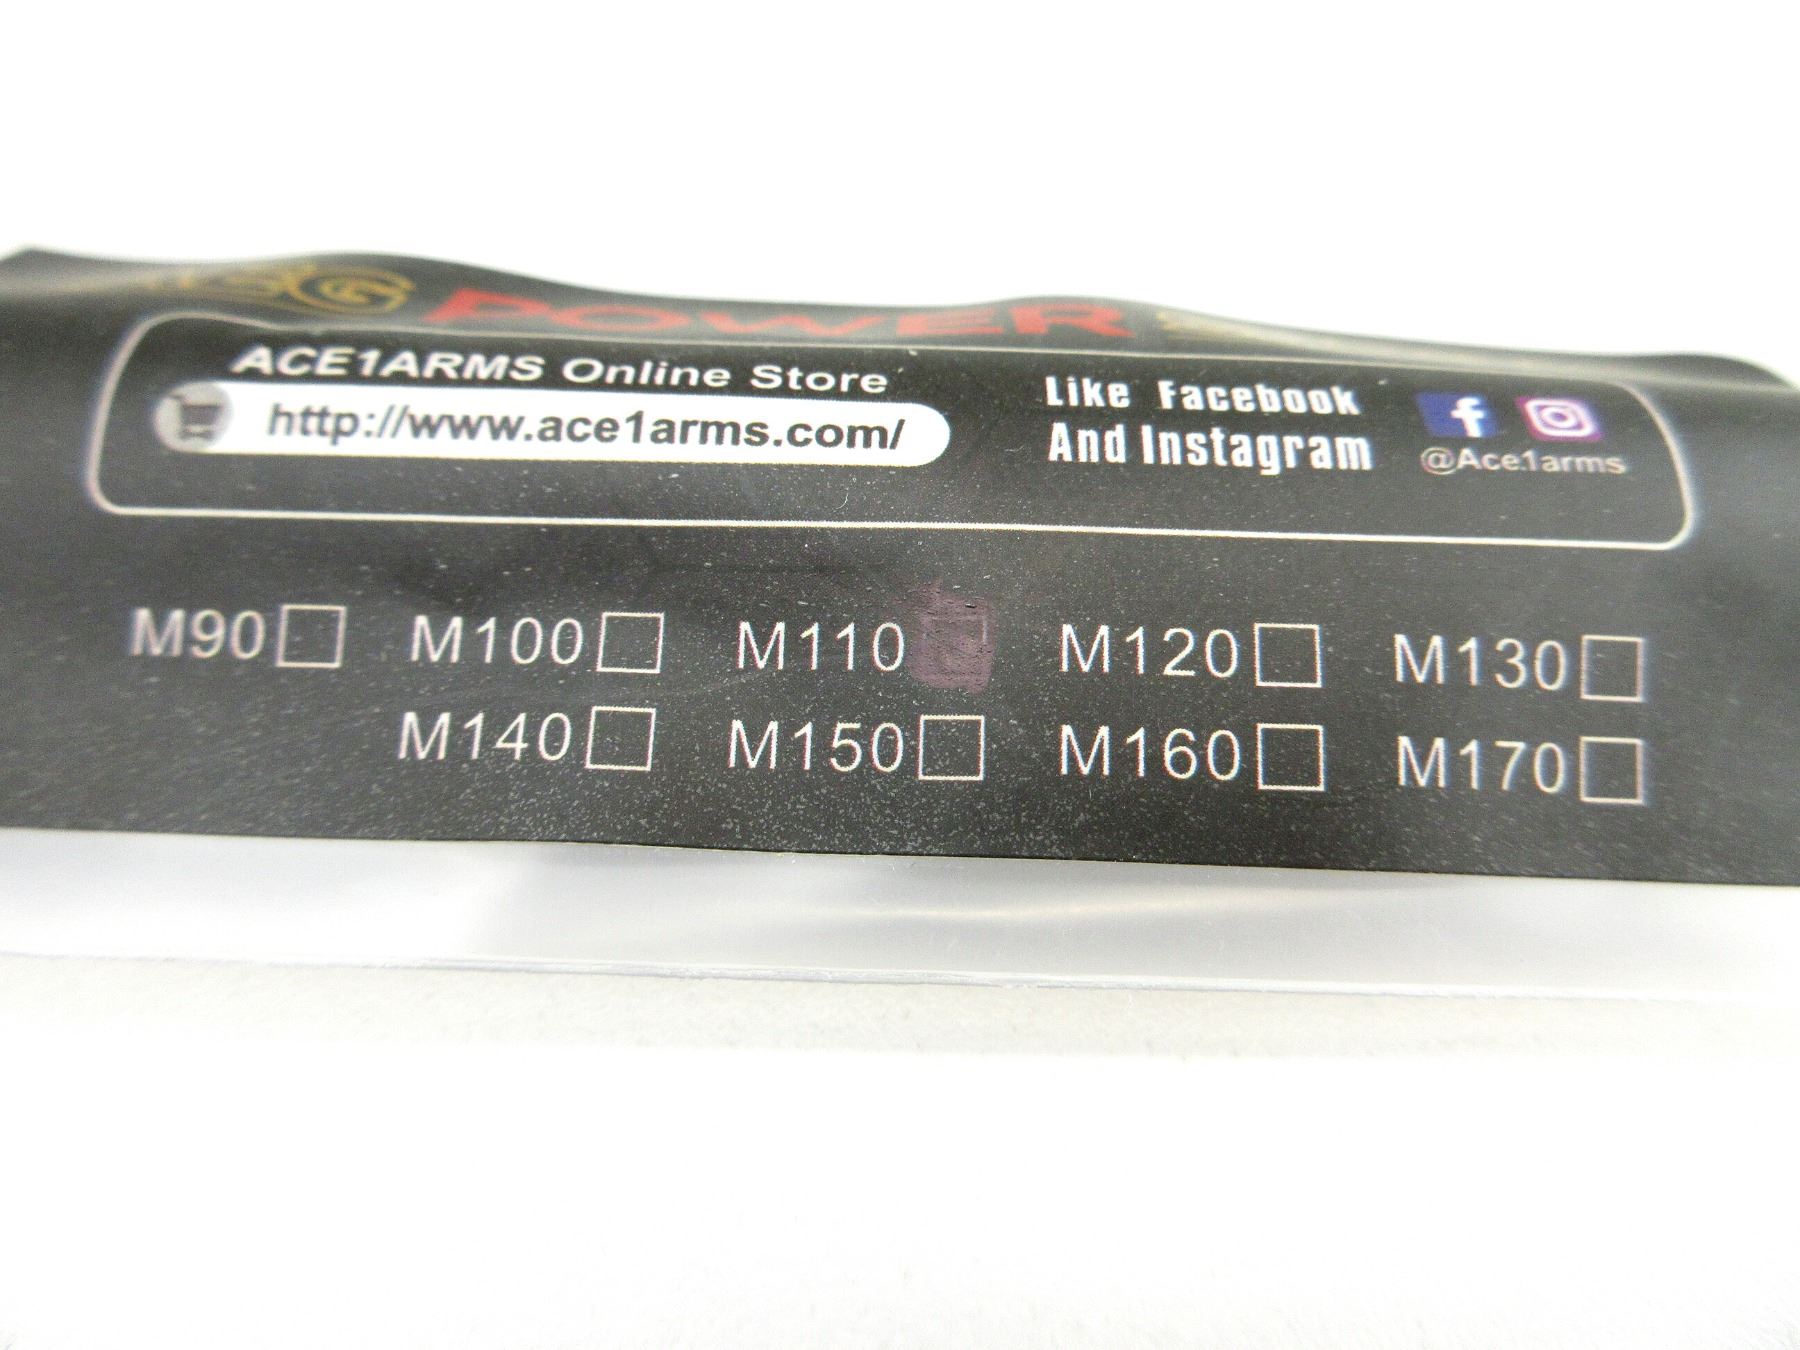 POWER
ACE1ARMS Online Store
http://www.ace1arms.com/
Like Facebook
And Instagram
@Ace1arms
M90 M100 M110 M120 M130
M140 M150 M160 M170